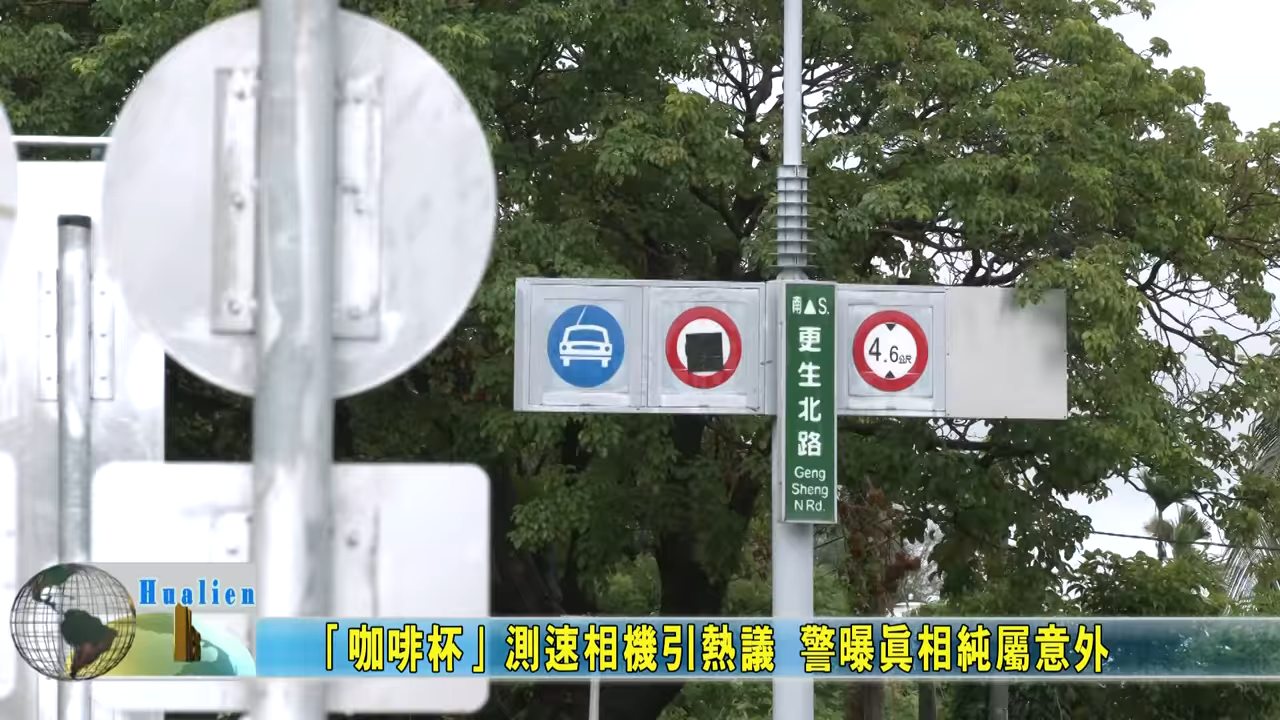 南▲S.
更生北路
Geng
Sheng
N Rd.
4.6公尺
Hualien
「咖啡杯」測速相機引熱議 警曝眞相純屬意外